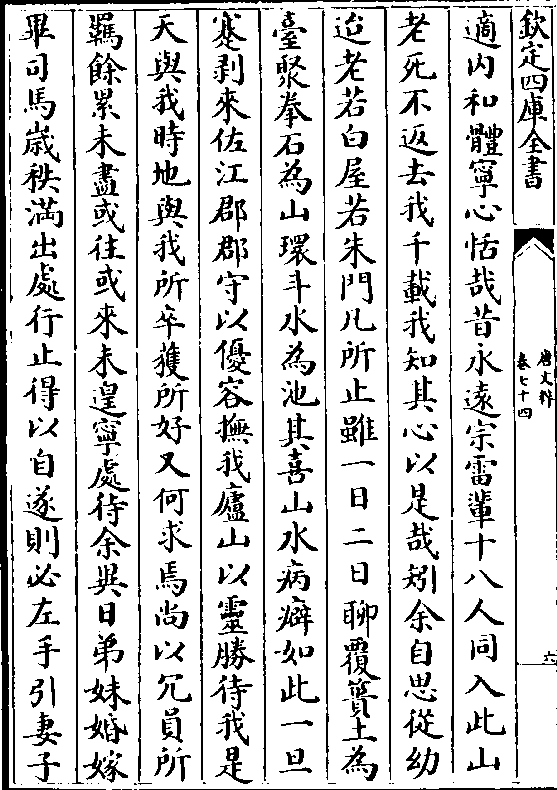 欽定四庫全書
唐文粹
卷七十四
六
適内和體寧心恬哉昔永遠宗雷輩十八人同入此山
老死不返去我千載我知其心以是哉矧余自思從幼
迨老若白屋若朱門凡所止雖一日二日聊覆簣土為
臺聚拳石為山環斗水為池其喜山水病癖如此一旦
蹇剥來佐江郡郡守以優容撫我廬山以靈勝待我是
天與我時地與我所卒獲所好又何求焉尚以冗員所
羈餘累未盡或往或來未遑寧處待余異日弟妹婚嫁
畢司馬歳秩滿出處行止得以自遂則必左手引妻子